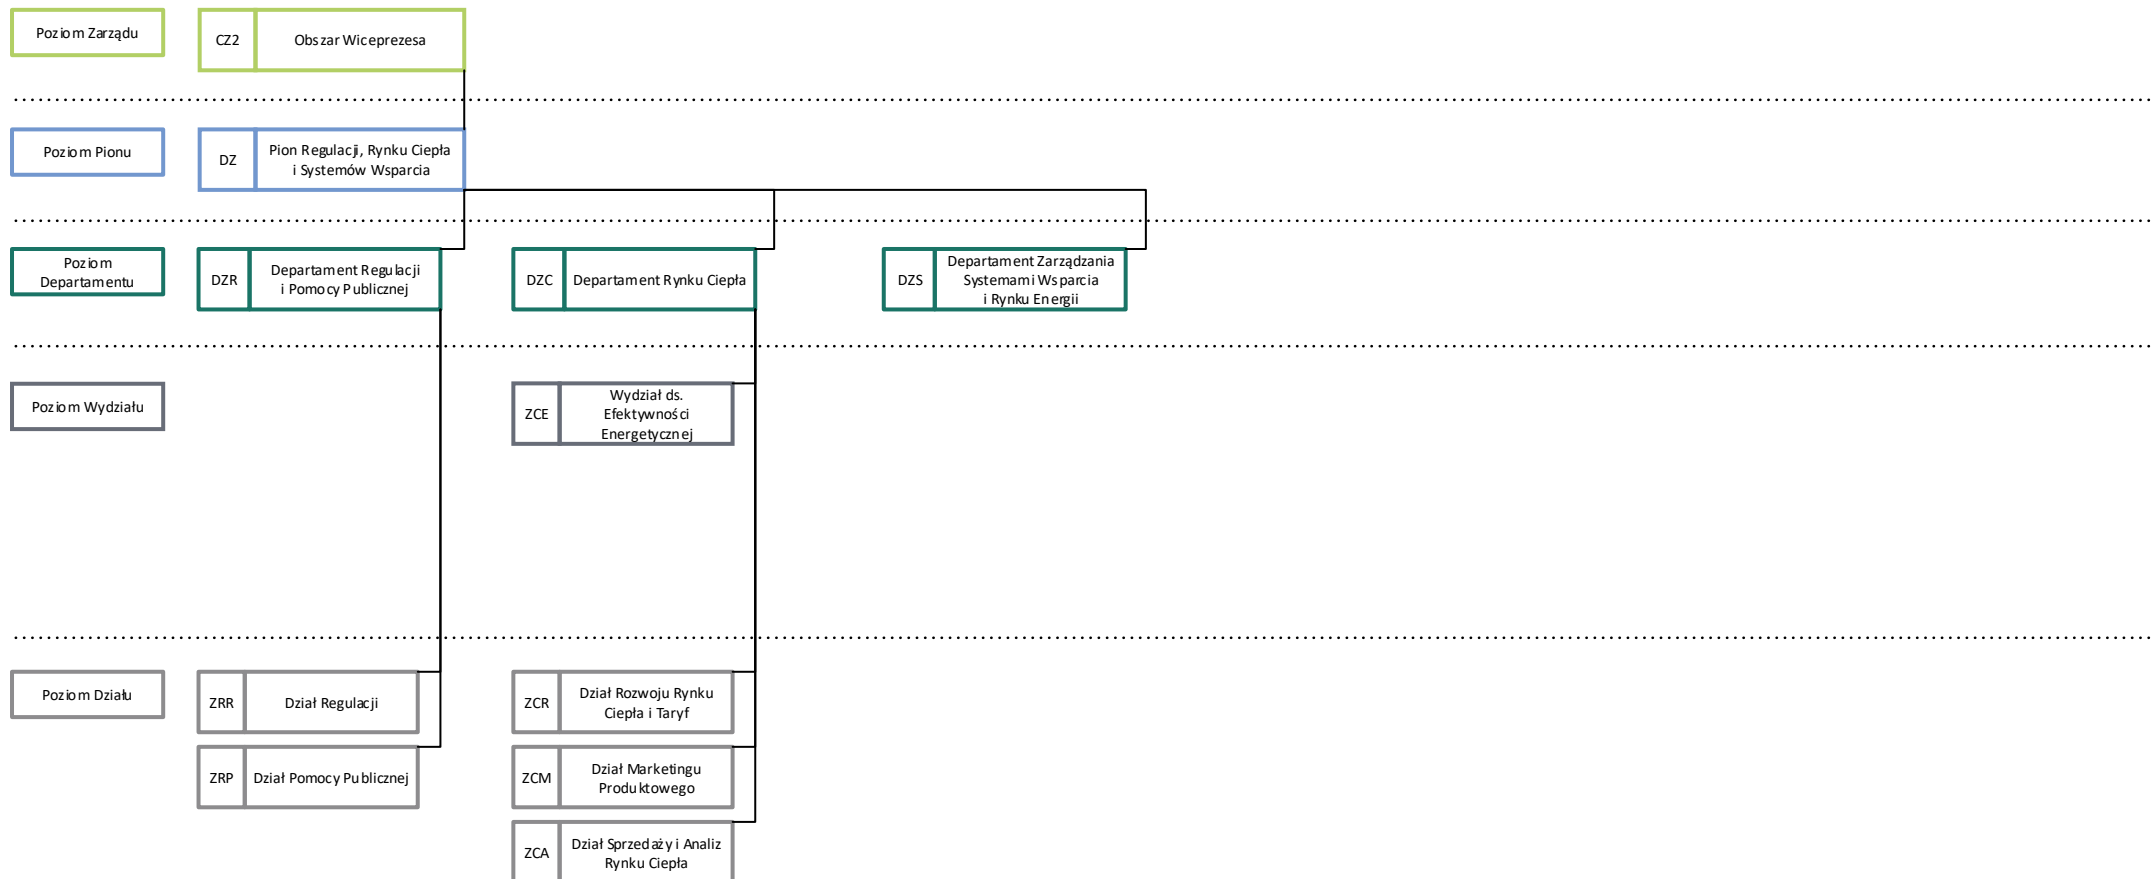 Poziom Zarządu
CZ2
Obszar Wiceprezesa
Poziom Pionu
DZ
Pion Regulacji, Rynku Ciepła
i Systemów Wsparcia
Poziom
Departamentu
DZR
Departament Regulacji
i Pomocy Publicznej
DZC
Departament Rynku Ciepła
DZS
Departament Zarządzania
Systemami Wsparcia
i Rynku Energii
Poziom Wydziału
ZCE
Wydział ds.
Efektywności
Energetycznej
Poziom Działu
ZRR
Dział Regulacji
ZCR
Dział Rozwoju Rynku
Ciepła i Taryf
ZRP
Dział Pomocy Publicznej
ZCM
Dział Marketingu
Produktowego
ZCA
Dział Sprzedaży i Analiz
Rynku Ciepła